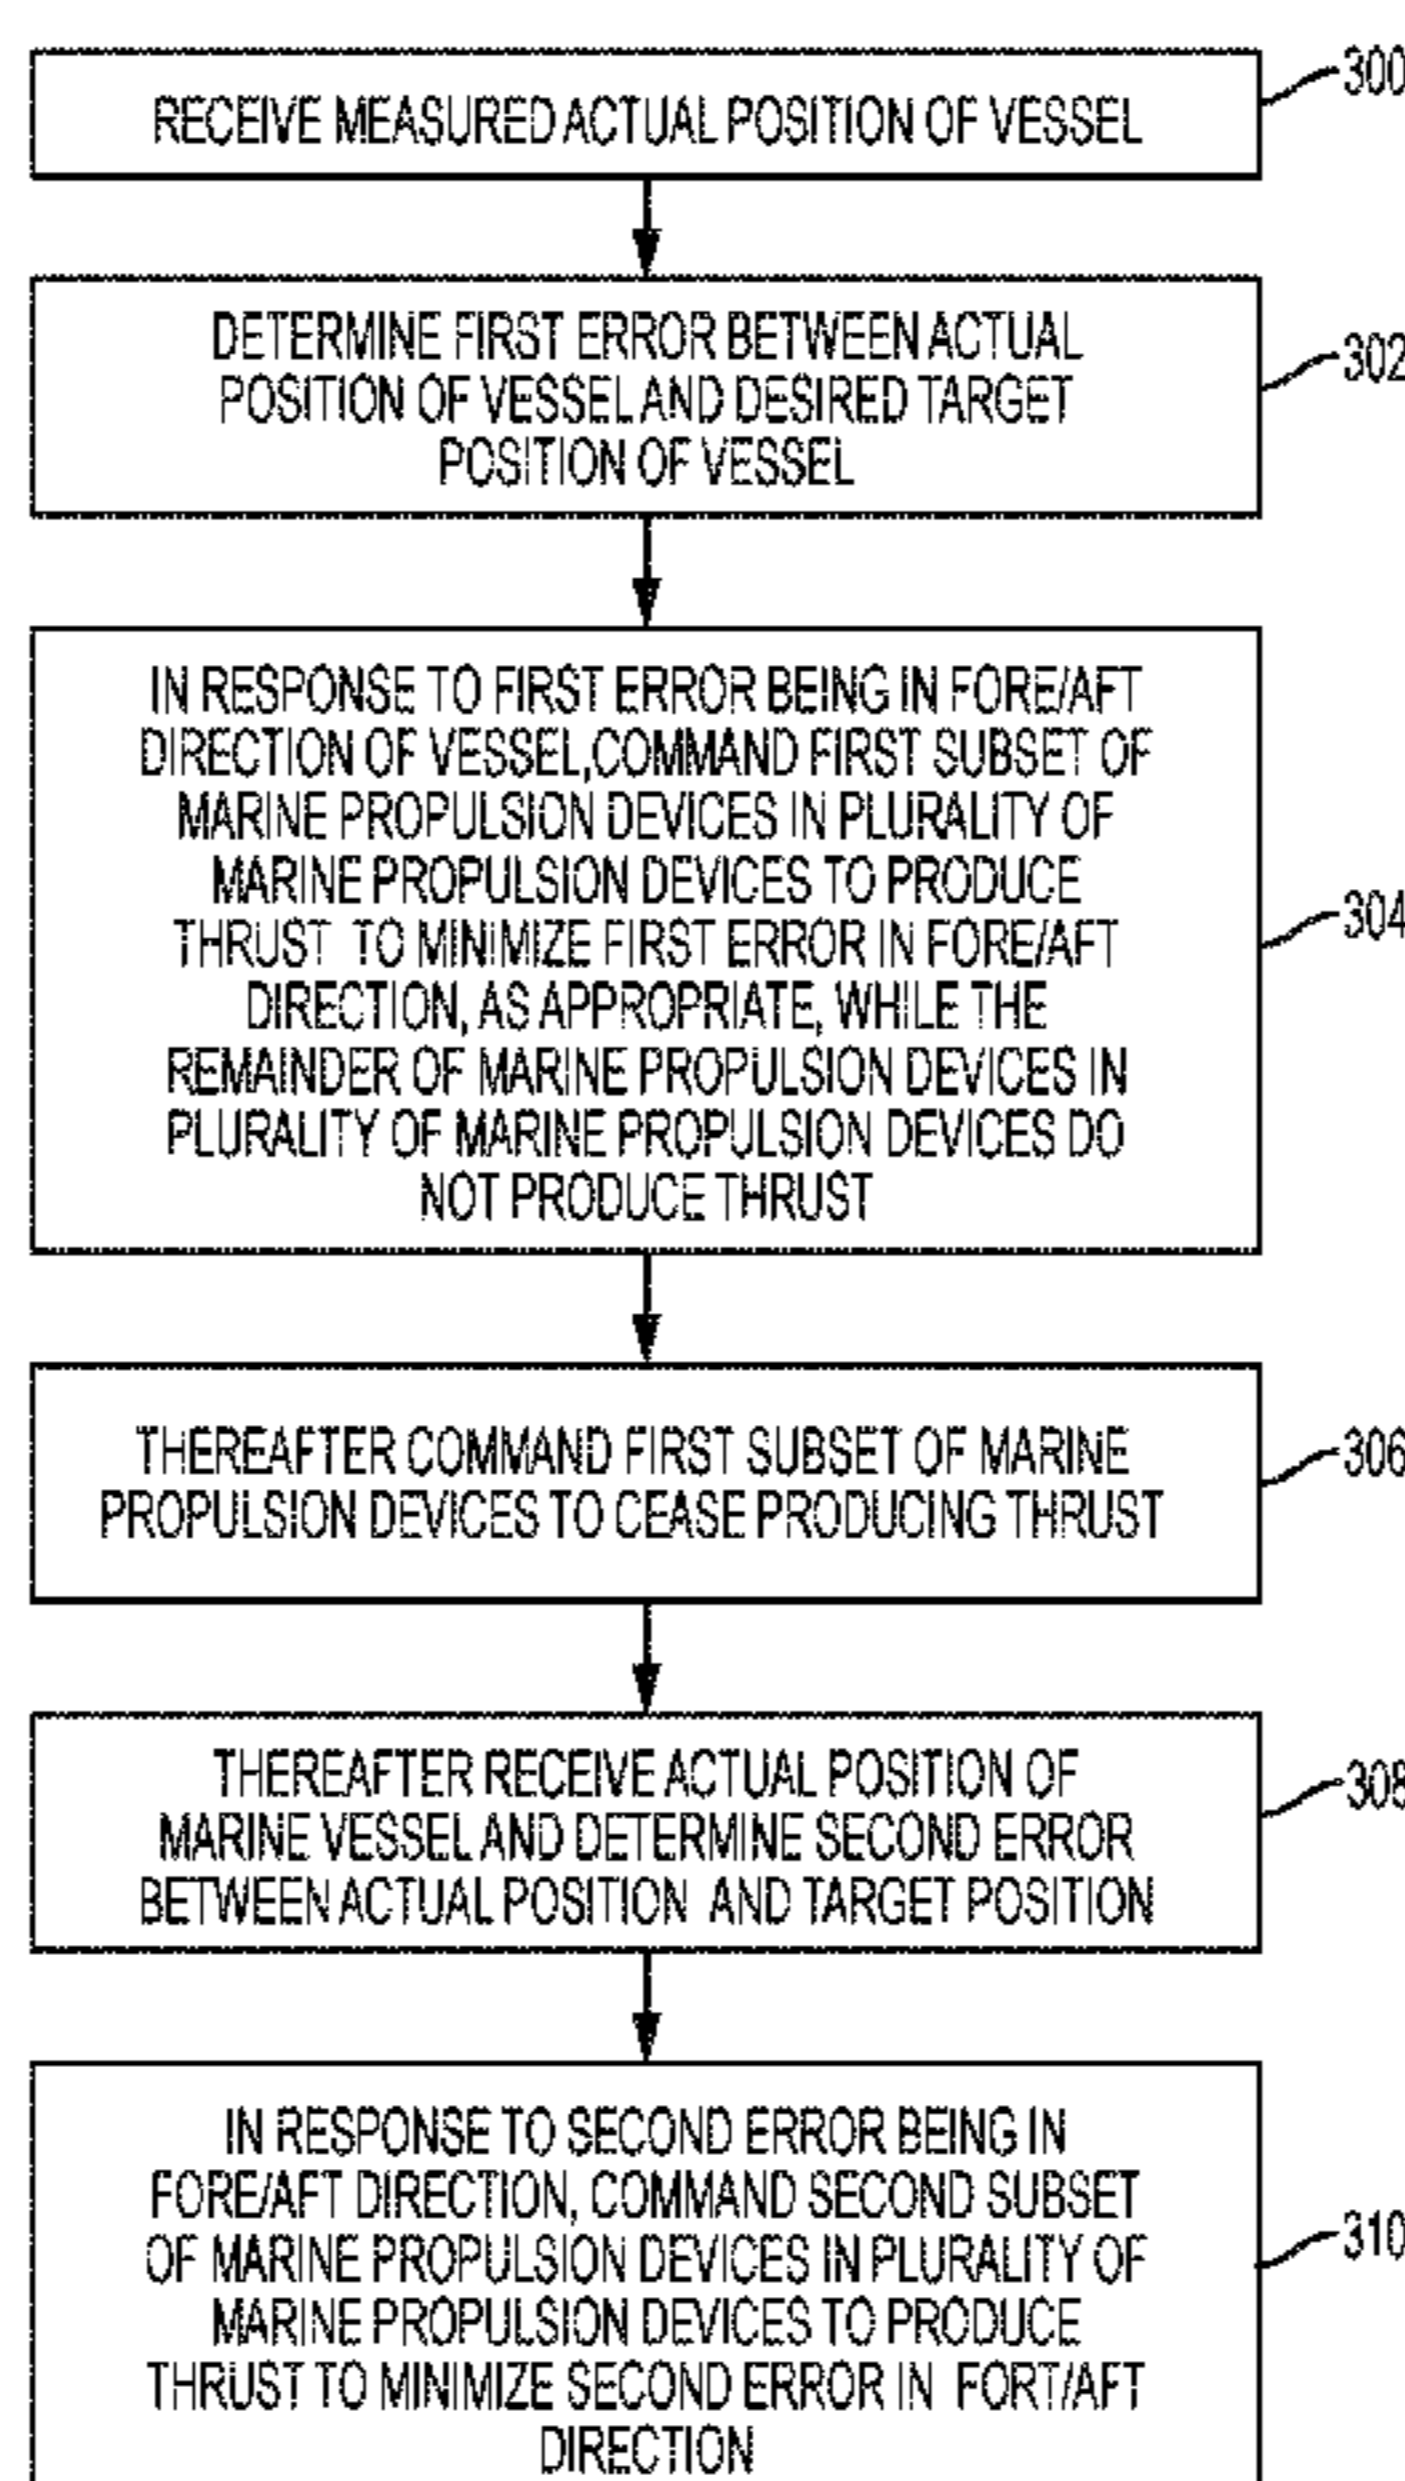 RECEIVE MEASURED ACTUAL POSITION OF VESSEL
300
DETERMINE FIRST ERROR BETWEEN ACTUAL
POSITION OF VESSEL AND DESIRED TARGET
POSITION OF VESSEL
302
IN RESPONSE TO FIRST ERROR BEING IN FORE/AFT
DIRECTION OF VESSEL,COMMAND FIRST SUBSET OF
MARINE PROPULSION DEVICES IN PLURALITY OF
MARINE PROPULSION DEVICES TO PRODUCE
THRUST TO MINIMIZE FIRST ERROR IN FORE/AFT
DIRECTION, AS APPROPRIATE, WHILE THE
REMAINDER OF MARINE PROPULSION DEVICES IN
PLURALITY OF MARINE PROPULSION DEVICES DO
NOT PRODUCE THRUST
304
THEREAFTER COMMAND FIRST SUBSET OF MARINE
PROPULSION DEVICES TO CEASE PRODUCING THRUST
306
THEREAFTER RECEIVE ACTUAL POSITION OF
MARINE VESSEL AND DETERMINE SECOND ERROR
BETWEEN ACTUAL POSITION AND TARGET POSITION
308
IN RESPONSE TO SECOND ERROR BEING IN
FORE/AFT DIRECTION, COMMAND SECOND SUBSET
OF MARINE PROPULSION DEVICES IN PLURALITY OF
MARINE PROPULSION DEVICES TO PRODUCE
THRUST TO MINIMIZE SECOND ERROR IN FORT/AFT
DIRECTION
310